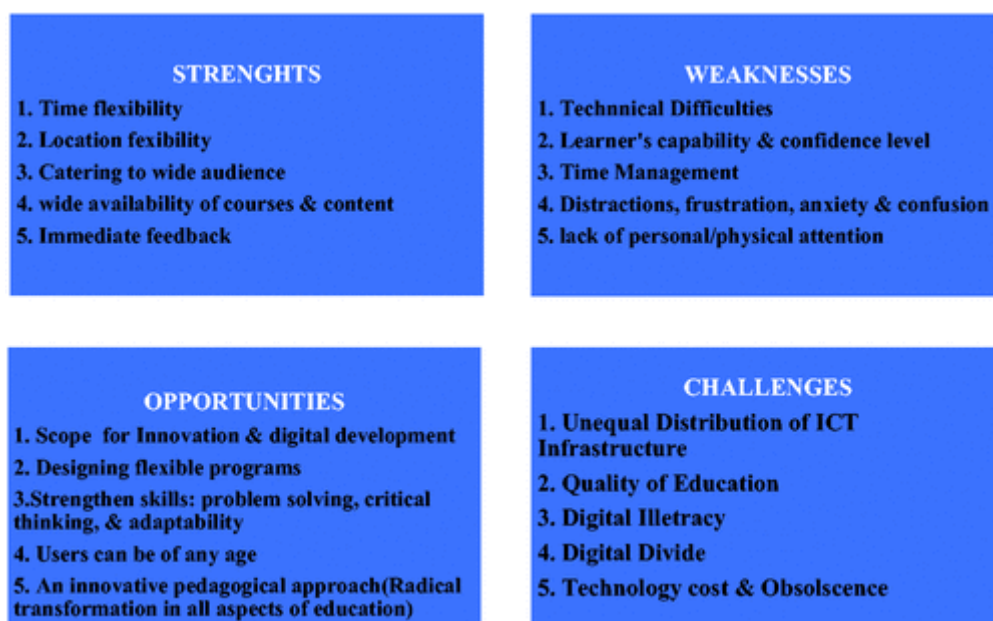 STRENGHTS
1. Time flexibility
2. Location fexibility
3. Catering to wide audience
4. wide availability of courses & content
5. Immediate feedback
WEAKNESSES
1. Technnical Difficulties
2. Learner's capability & confidence level
3. Time Management
4. Distractions, frustration, anxiety & confusion
5. lack of personal/physical attention
OPPORTUNITIES
1. Scope for Innovation & digital development
2. Designing flexible programs
3.Strengthen skills: problem solving, critical
thinking, & adaptability
4. Users can be of any age
5. An innovative pedagogical approach(Radical
transformation in all aspects of education)
CHALLENGES
1. Unequal Distribution of ICT
Infrastructure
2. Quality of Education
3. Digital Illetracy
4. Digital Divide
5. Technology cost & Obsolscence